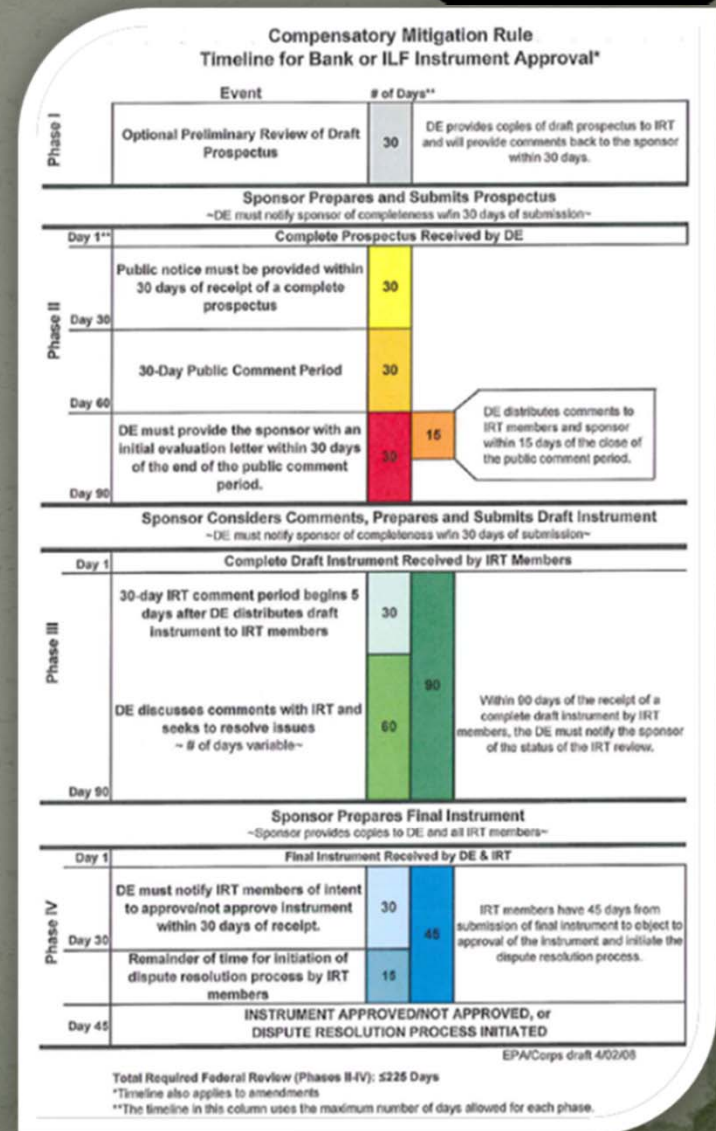 Compensatory Mitigation Rule
Timeline for Bank or ILF Instrument Approval*
Event
# of Days**
Phase I
Optional Preliminary Review of Draft
Prospectus
30
DE provides copies of draft prospectus to IRT
and will provide comments back to the sponsor
within 30 days.
Sponsor Prepares and Submits Prospectus
~DE must notify sponsor of completeness w/in 30 days of submission~
Phase II
Day 1**
Complete Prospectus Received by DE
Public notice must be provided within
30 days of receipt of a complete
prospectus
30
Day 30
30-Day Public Comment Period
30
Day 60
DE must provide the sponsor with an
initial evaluation letter within 30 days
of the end of the public comment
period.
30
15
DE distributes comments to
IRT members and sponsor
within 15 days of the close of
the public comment period.
Day 90
Sponsor Considers Comments, Prepares and Submits Draft Instrument
~DE must notify sponsor of completeness w/in 30 days of submission~
Phase III
Day 1
Complete Draft Instrument Received by IRT Members
30-day IRT comment period begins 5
days after DE distributes draft
instrument to IRT members
30
90
DE discusses comments with IRT and
seeks to resolve issues
~ # of days variable~
60
Within 90 days of the receipt of a
complete draft instrument by IRT
members, the DE must notify the sponsor
of the status of the IRT review.
Day 90
Sponsor Prepares Final Instrument
~Sponsor provides copies to DE and all IRT members~
Phase IV
Day 1
Final Instrument Received by DE & IRT
DE must notify IRT members of intent
to approve/not approve instrument
within 30 days of receipt.
30
45
IRT members have 45 days from
submission of final instrument to object to
approval of the instrument and initiate the
dispute resolution process.
Day 30
Remainder of time for initiation of
dispute resolution process by IRT
members
15
Day 45
INSTRUMENT APPROVED/NOT APPROVED, or
DISPUTE RESOLUTION PROCESS INITIATED
EPA/Corps draft 4/02/08
Total Required Federal Review (Phases II-IV): ≤225 Days
*Timeline also applies to amendments
**The timeline in this column uses the maximum number of days allowed for each phase.